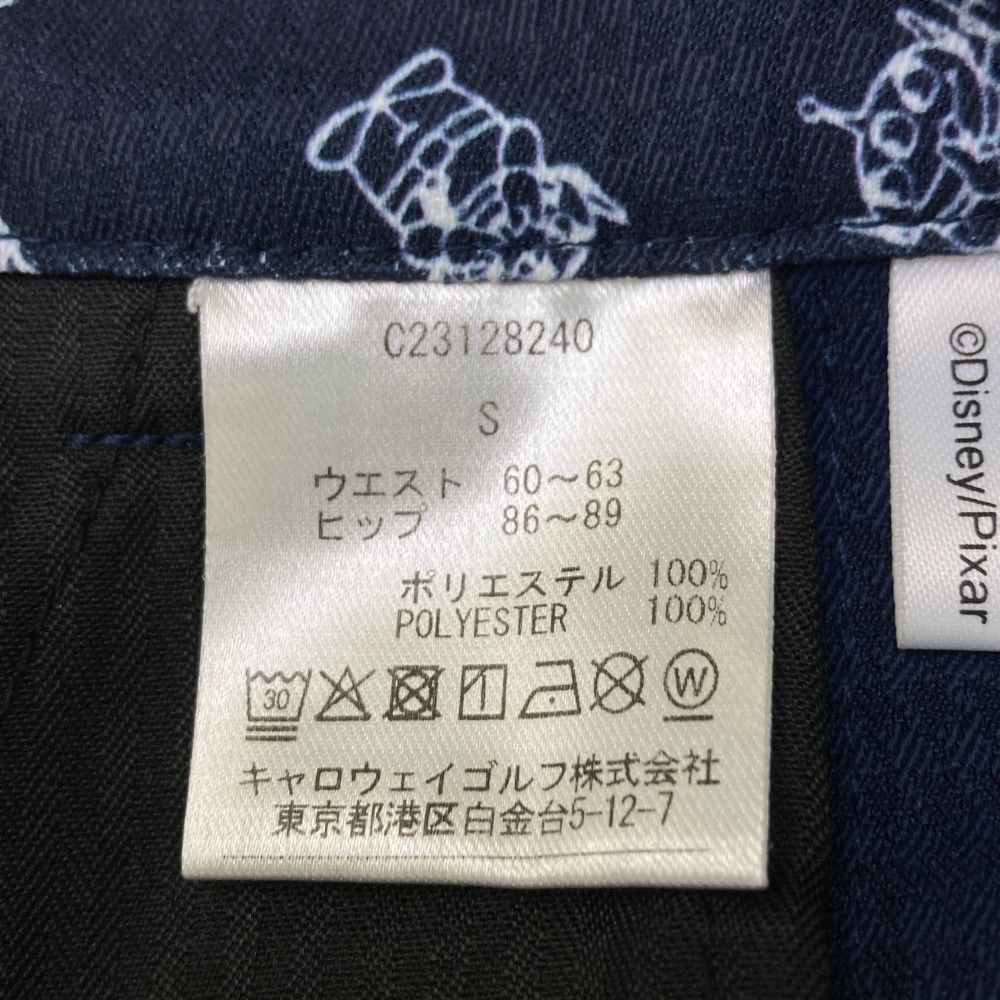 C23128240
S
ウエスト 60～63
ヒップ 86～89
ポリエステル 100%
POLYESTER 100%
30
W
キャロウェイゴルフ株式会社
東京都港区白金台5-12-7
©Disney/Pixar